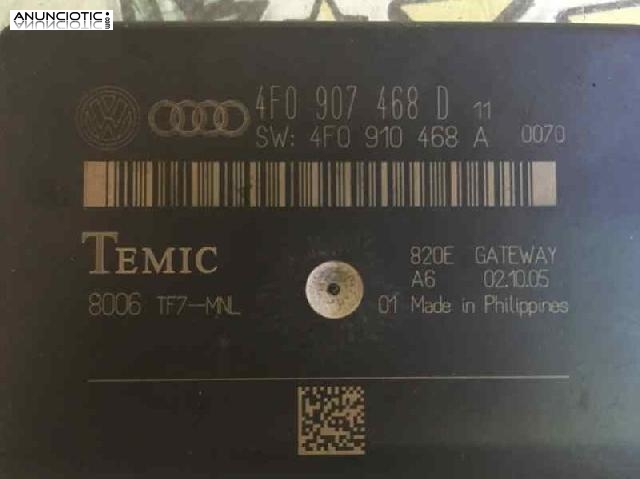 ANUNCIOTIC.es
4F0 907 468 D 11
SW: 4F0 910 468 A 0070
TEMIC
820E GATEWAY
A6 02.10.05
8006 TF7-MNL
01 Made in Philippines